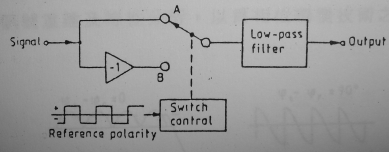 A
Signal
Low-pass
filter
Output
-1
B
+
-
Switch
control
Reference polarity